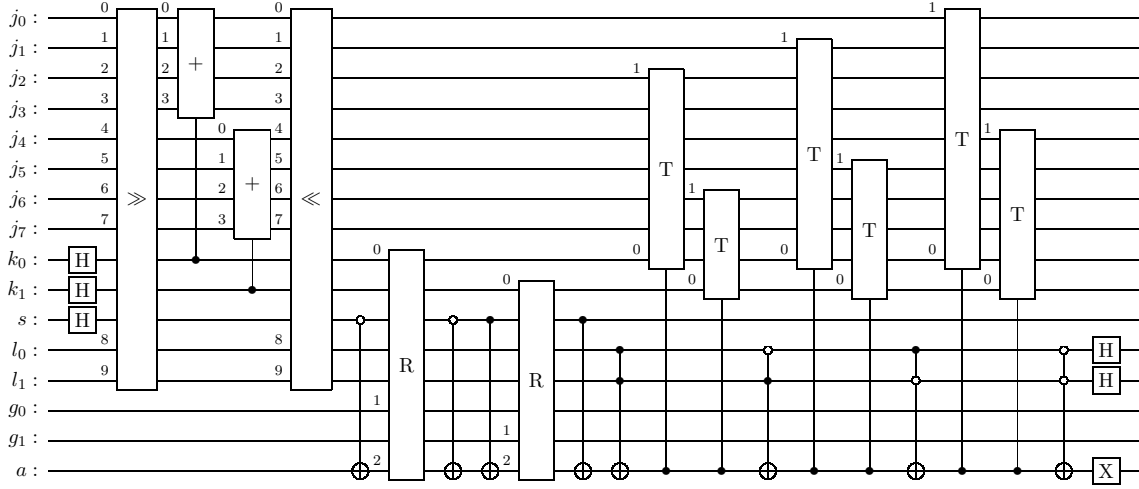 j0 : 0 0 0 1
j1 : 1 1 1 1
j2 : 2 2 2 1
j3 : 3 3 3
+
j4 : 4 0 4 1
j5 : 5 1 5 1
T T T
+
j6 : 6 2 6 1
≫ ≪
j7 : 7 3 7
T T T
k0 : H 0 0 0 0
k1 : H 0 0 0 0
s : H
l0 : 8 8 H
R R
l1 : 9 9 H
g0 : 1
g1 : 1
a : 2 2 X